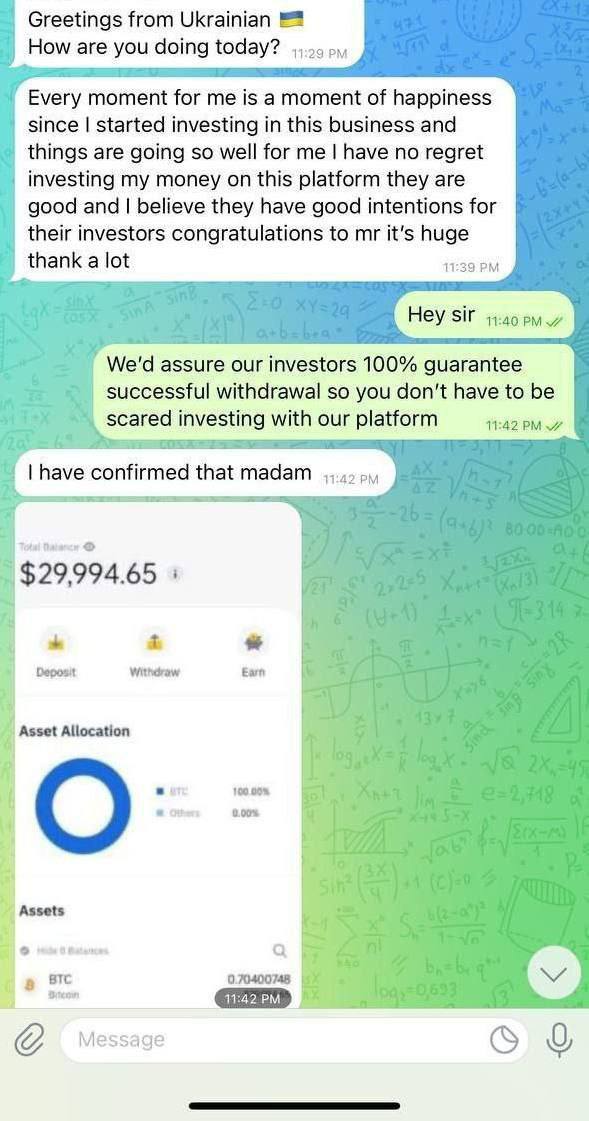 Greetings from Ukrainian 🇺🇦
How are you doing today? 11:29 PM
Every moment for me is a moment of happiness
since I started investing in this business and
things are going so well for me I have no regret
investing my money on this platform they are
good and I believe they have good intentions for
their investors congratulations to mr it's huge
thank a lot
11:39 PM
Hey sir 11:40 PM
We'd assure our investors 100% guarantee
successful withdrawal so you don't have to be
scared investing with our platform 11:42 PM
I have confirmed that madam 11:42 PM
Total Balance
$29,994.65
Deposit Withdraw Earn
Asset Allocation
BTC 100.00%
Others 0.00%
Assets
Hide 0 Balances
BTC 0.70400748
Bitcoin
11:42 PM
Message